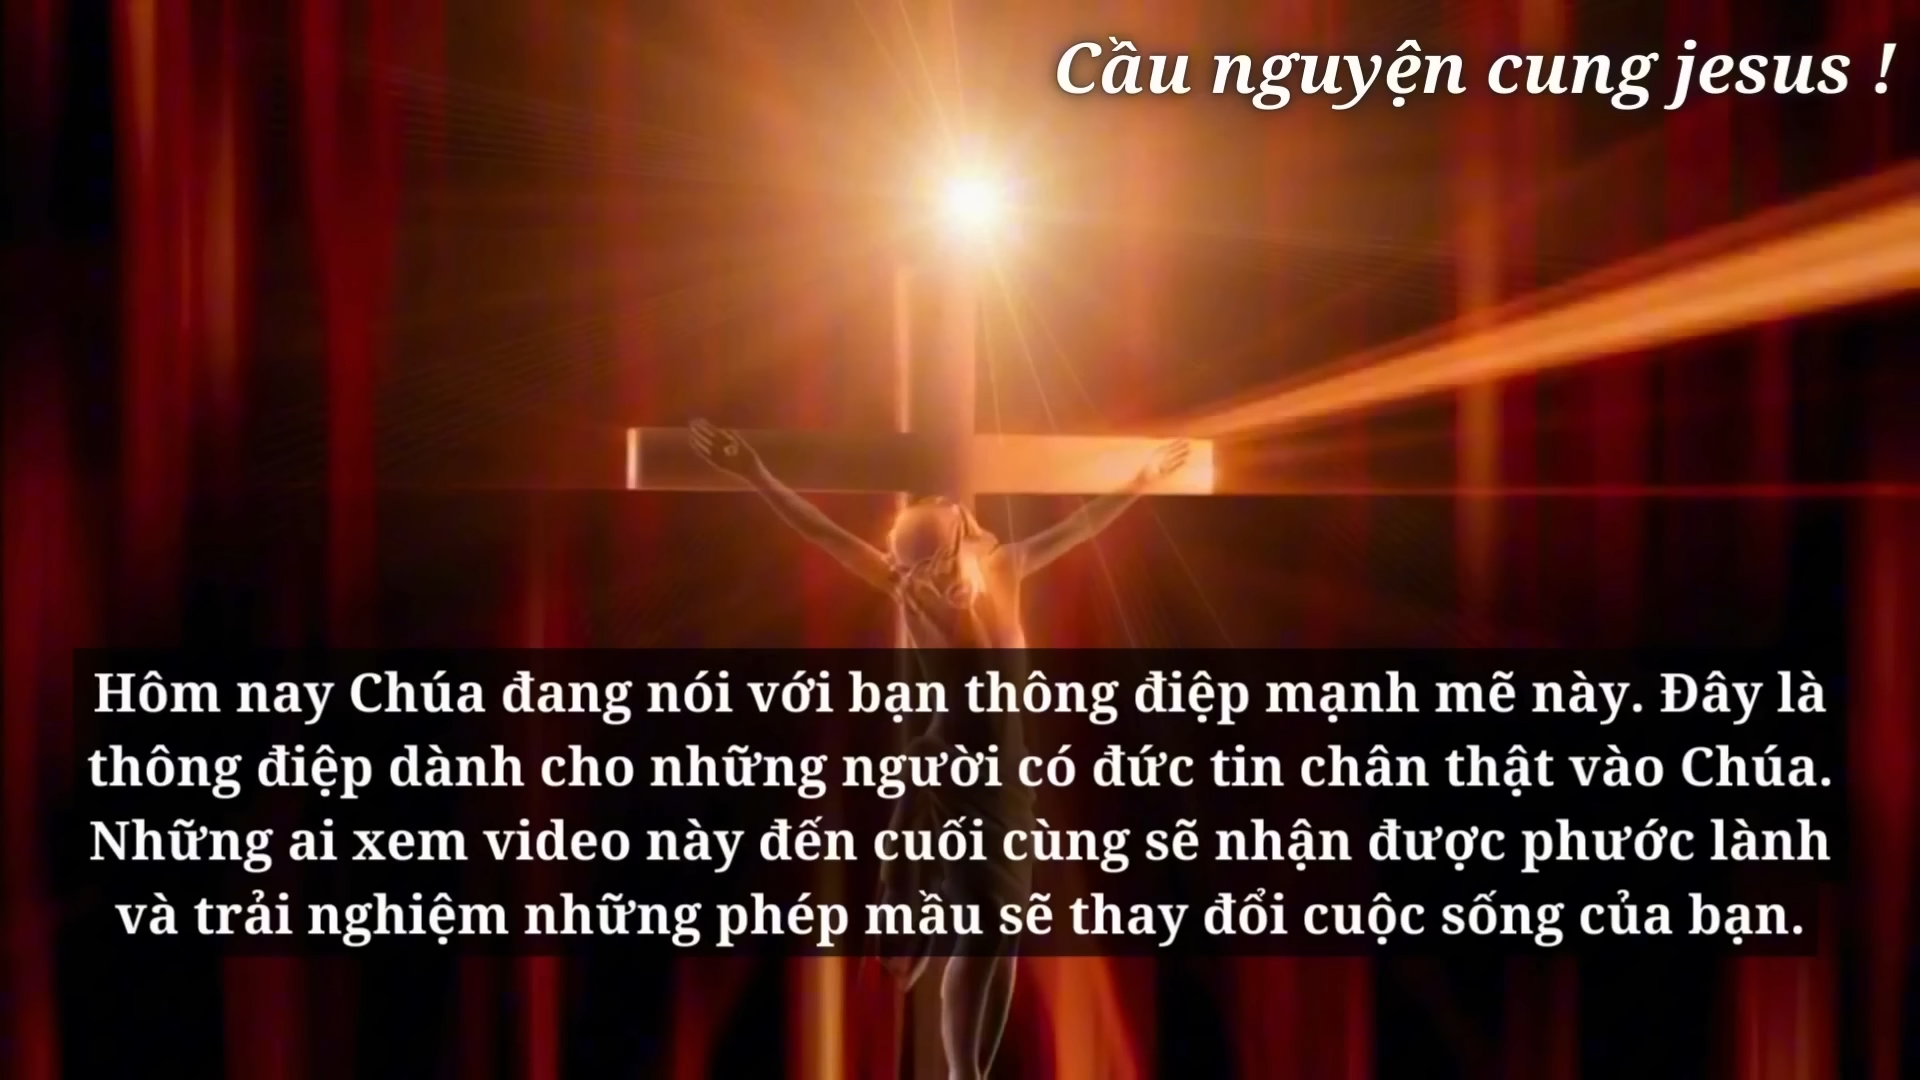 Cầu nguyện cung jesus !
Hôm nay Chúa đang nói với bạn thông điệp mạnh mẽ này. Đây là
thông điệp dành cho những người có đức tin chân thật vào Chúa.
Những ai xem video này đến cuối cùng sẽ nhận được phước lành
và trải nghiệm những phép mầu sẽ thay đổi cuộc sống của bạn.